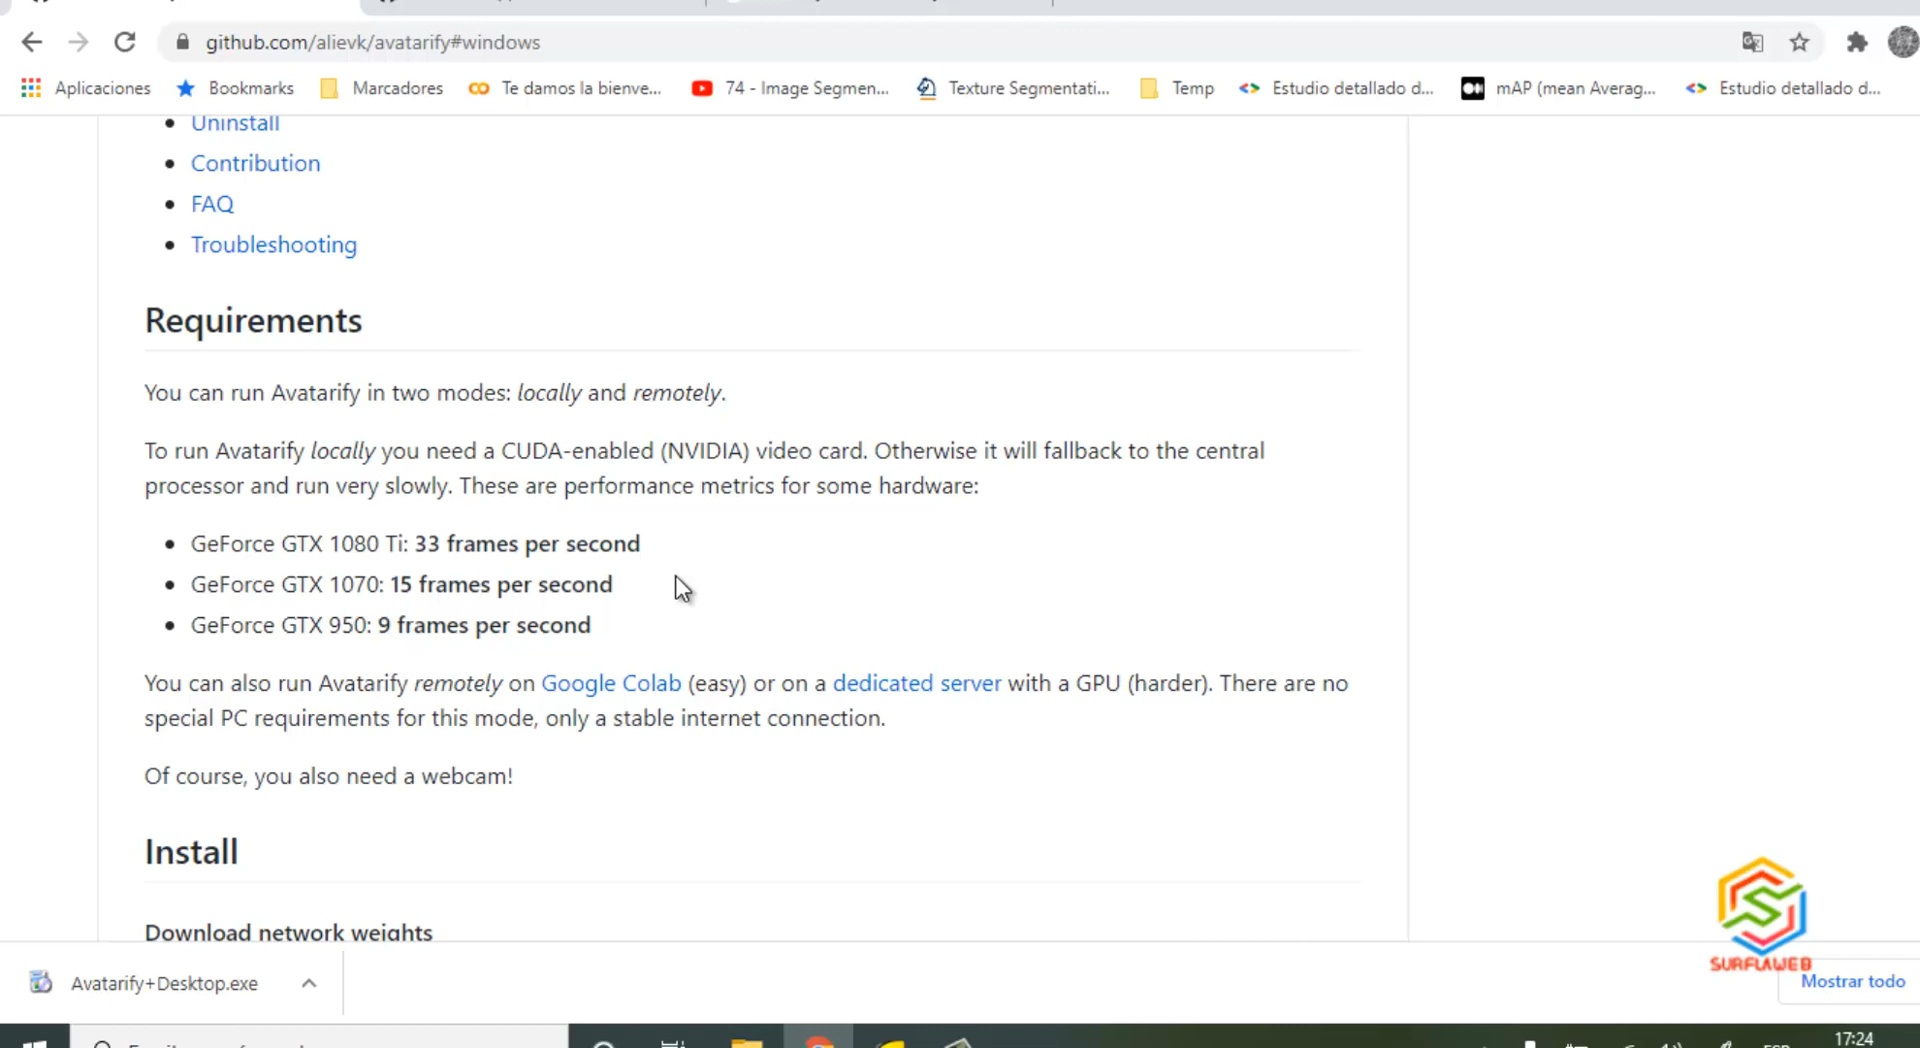 github.com/alievk/avatarify#windows
Aplicaciones Bookmarks Marcadores Te damos la bienve... 74 - Image Segmen... Texture Segmentati... Temp Estudio detallado d... mAP (mean Averag... Estudio detallado d...
Uninstall
Contribution
FAQ
Troubleshooting
Requirements
You can run Avatarify in two modes: locally and remotely.
To run Avatarify locally you need a CUDA-enabled (NVIDIA) video card. Otherwise it will fallback to the central
processor and run very slowly. These are performance metrics for some hardware:
GeForce GTX 1080 Ti: 33 frames per second
GeForce GTX 1070: 15 frames per second
GeForce GTX 950: 9 frames per second
You can also run Avatarify remotely on Google Colab (easy) or on a dedicated server with a GPU (harder). There are no
special PC requirements for this mode, only a stable internet connection.
Of course, you also need a webcam!
Install
Download network weights
SURFLAWEB
Avatarify+Desktop.exe
Mostrar todo
17:24